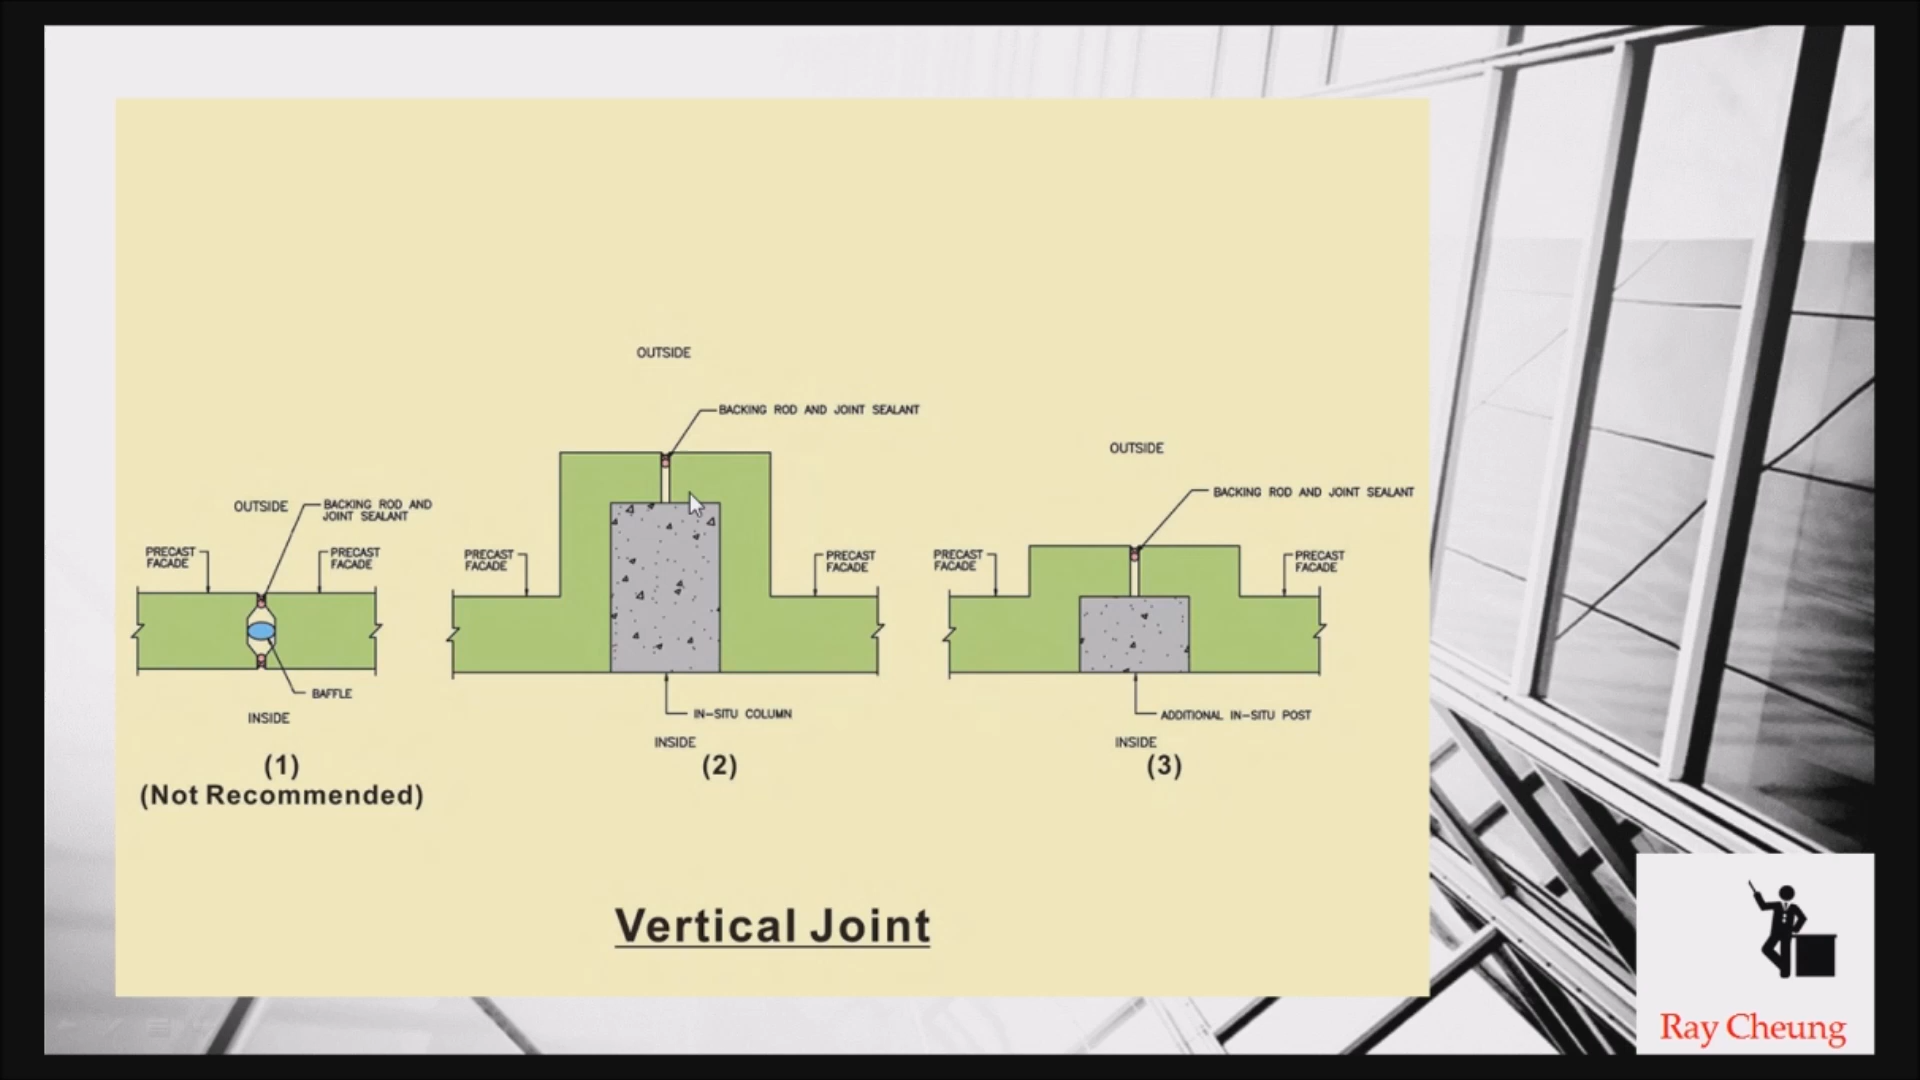 OUTSIDE
BACKING ROD AND
JOINT SEALANT
PRECAST
FACADE
PRECAST
FACADE
BAFFLE
INSIDE
(1)
(Not Recommended)
OUTSIDE
BACKING ROD AND JOINT SEALANT
PRECAST
FACADE
PRECAST
FACADE
IN-SITU COLUMN
INSIDE
(2)
OUTSIDE
BACKING ROD AND JOINT SEALANT
PRECAST
FACADE
PRECAST
FACADE
ADDITIONAL IN-SITU POST
INSIDE
(3)
Vertical Joint
Ray Cheung